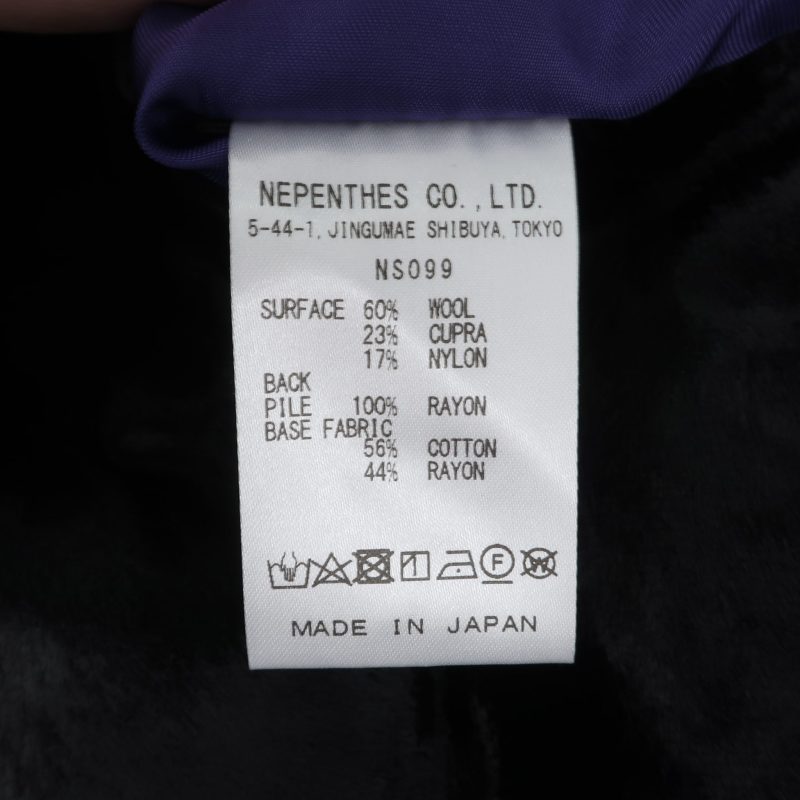 NEPENTHES CO.,LTD.
5-44-1, JINGUMAE SHIBUYA, TOKYO
NS099
SURFACE 60% WOOL
23% CUPRA
17% NYLON
BACK
PILE 100% RAYON
BASE FABRIC
56% COTTON
44% RAYON
F W
MADE IN JAPAN